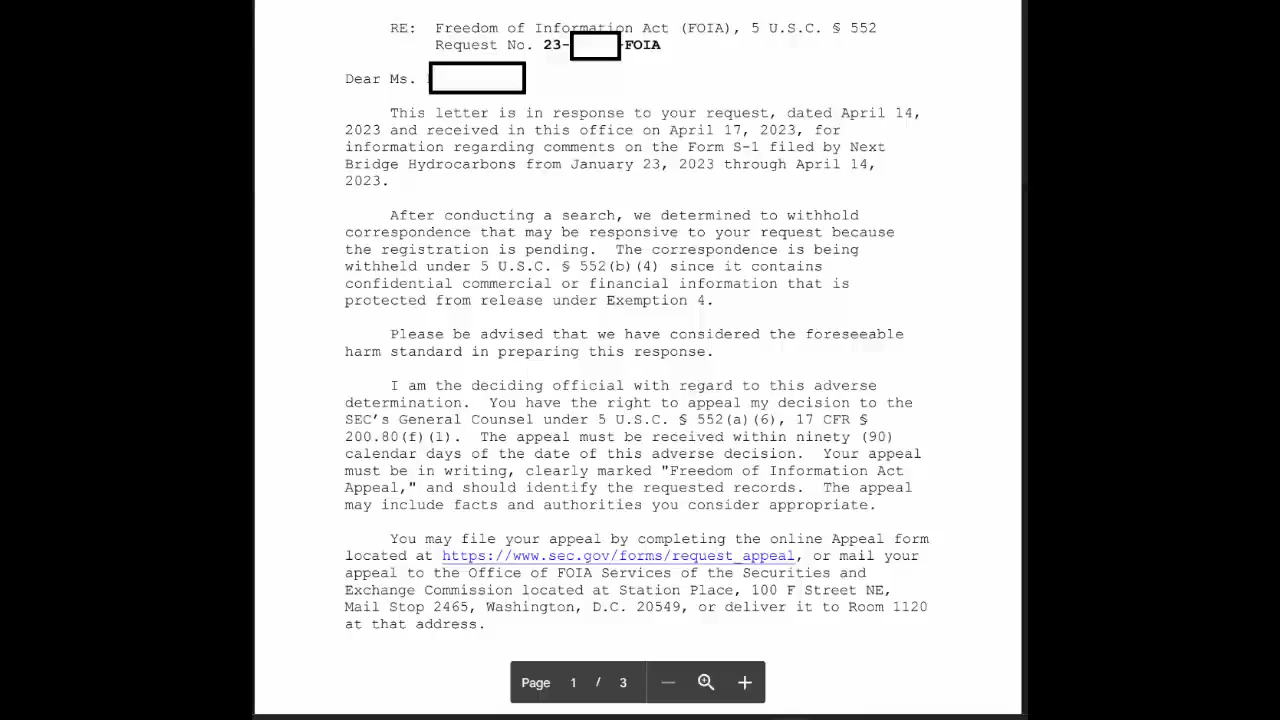 RE: Freedom of Information Act (FOIA), 5 U.S.C. § 552
Request No. 23- -FOIA
Dear Ms.
This letter is in response to your request, dated April 14,
2023 and received in this office on April 17, 2023, for
information regarding comments on the Form S-1 filed by Next
Bridge Hydrocarbons from January 23, 2023 through April 14,
2023.
After conducting a search, we determined to withhold
correspondence that may be responsive to your request because
the registration is pending. The correspondence is being
withheld under 5 U.S.C. § 552(b)(4) since it contains
confidential commercial or financial information that is
protected from release under Exemption 4.
Please be advised that we have considered the foreseeable
harm standard in preparing this response.
I am the deciding official with regard to this adverse
determination. You have the right to appeal my decision to the
SEC's General Counsel under 5 U.S.C. § 552(a)(6), 17 CFR §
200.80(f)(1). The appeal must be received within ninety (90)
calendar days of the date of this adverse decision. Your appeal
must be in writing, clearly marked "Freedom of Information Act
Appeal," and should identify the requested records. The appeal
may include facts and authorities you consider appropriate.
You may file your appeal by completing the online Appeal form
located at https://www.sec.gov/forms/request_appeal, or mail your
appeal to the Office of FOIA Services of the Securities and
Exchange Commission located at Station Place, 100 F Street NE,
Mail Stop 2465, Washington, D.C. 20549, or deliver it to Room 1120
at that address.
Page 1 / 3